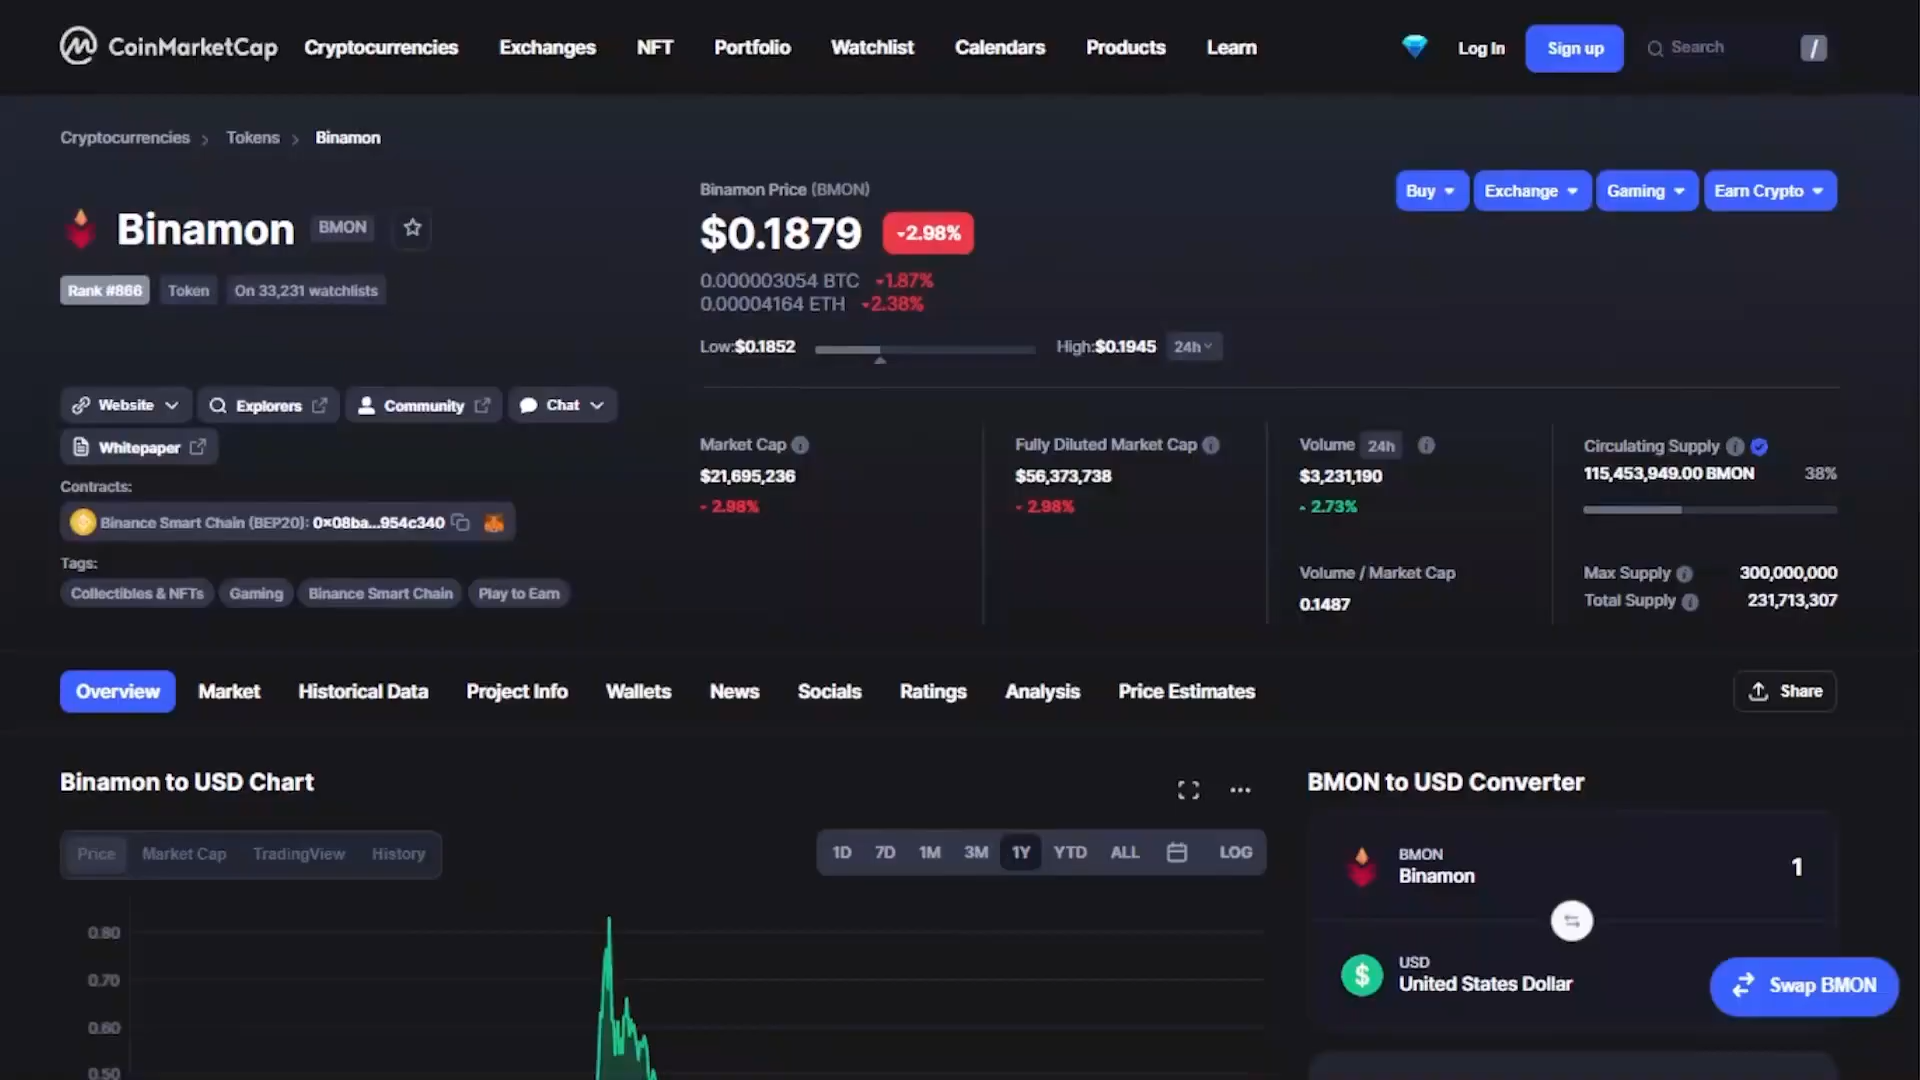 CoinMarketCap Cryptocurrencies Exchanges NFT Portfolio Watchlist Calendars Products Learn Log In Sign up Search /
Cryptocurrencies > Tokens > Binamon
Binamon BMON
Rank #866 Token On 33,231 watchlists
Binamon Price (BMON)
$0.1879 -2.98%
0.000003054 BTC -1.87%
0.00004164 ETH -2.38%
Low:$0.1852 High:$0.1945 24h
Buy Exchange Gaming Earn Crypto
Website Explorers Community Chat
Whitepaper
Contracts:
Binance Smart Chain (BEP20): 0x08ba...954c340
Tags:
Collectibles & NFTs Gaming Binance Smart Chain Play to Earn
Market Cap
$21,695,236
- 2.98%
Fully Diluted Market Cap
$56,373,738
- 2.98%
Volume 24h
$3,231,190
2.73%
Volume / Market Cap
0.1487
Circulating Supply
115,453,949.00 BMON 38%
Max Supply 300,000,000
Total Supply 231,713,307
Overview Market Historical Data Project Info Wallets News Socials Ratings Analysis Price Estimates Share
Binamon to USD Chart
Price Market Cap TradingView History
1D 7D 1M 3M 1Y YTD ALL LOG
0.80
0.70
0.60
0.50
BMON to USD Converter
BMON
Binamon 1
USD
$ United States Dollar
Swap BMON